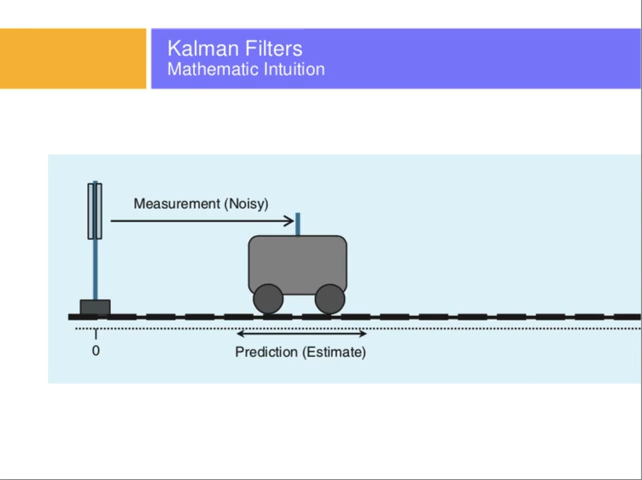 Kalman Filters
Mathematic Intuition
Measurement (Noisy)
0
Prediction (Estimate)